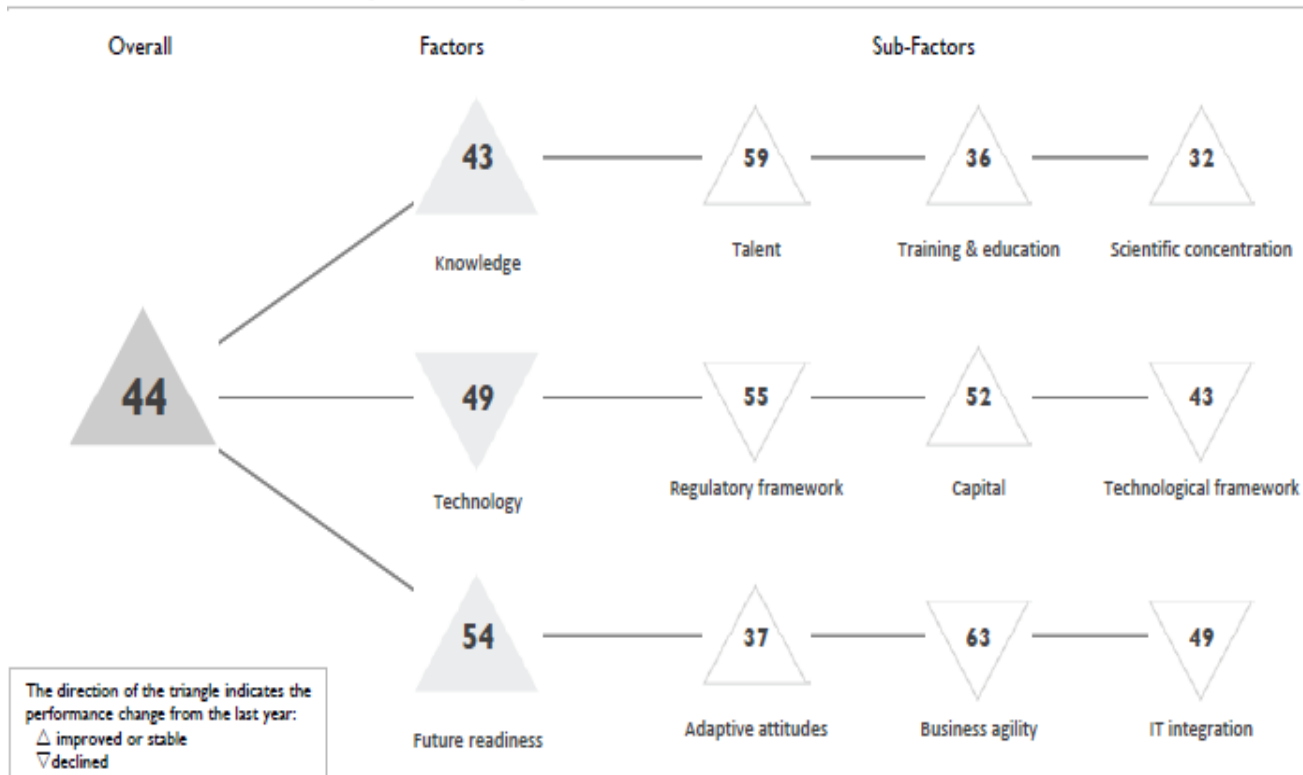 Overall Factors Sub-Factors
43 59 36 32
Knowledge Talent Training & education Scientific concentration
44
49 55 52 43
Technology Regulatory framework Capital Technological framework
54 37 63 49
Future readiness Adaptive attitudes Business agility IT integration
The direction of the triangle indicates the
performance change from the last year:
△ improved or stable
▽ declined